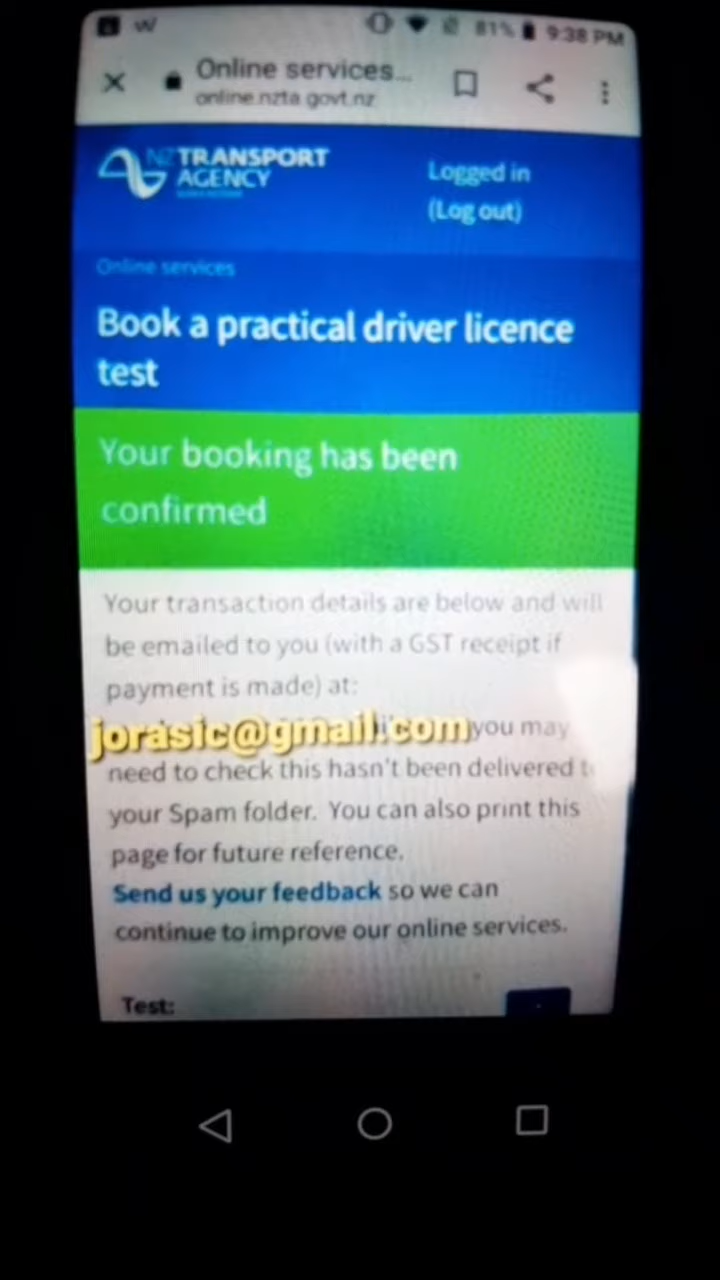 W 81% 9:38 PM
Online services...
online.nzta.govt.nz
NZ TRANSPORT
AGENCY
Logged in
(Log out)
Online services
Book a practical driver licence
test
Your booking has been
confirmed
Your transaction details are below and will
be emailed to you (with a GST receipt if
payment is made) at:
jorasic@gmail.com you may
need to check this hasn't been delivered
your Spam folder. You can also print this
page for future reference.
Send us your feedback so we can
continue to improve our online services.
Test: